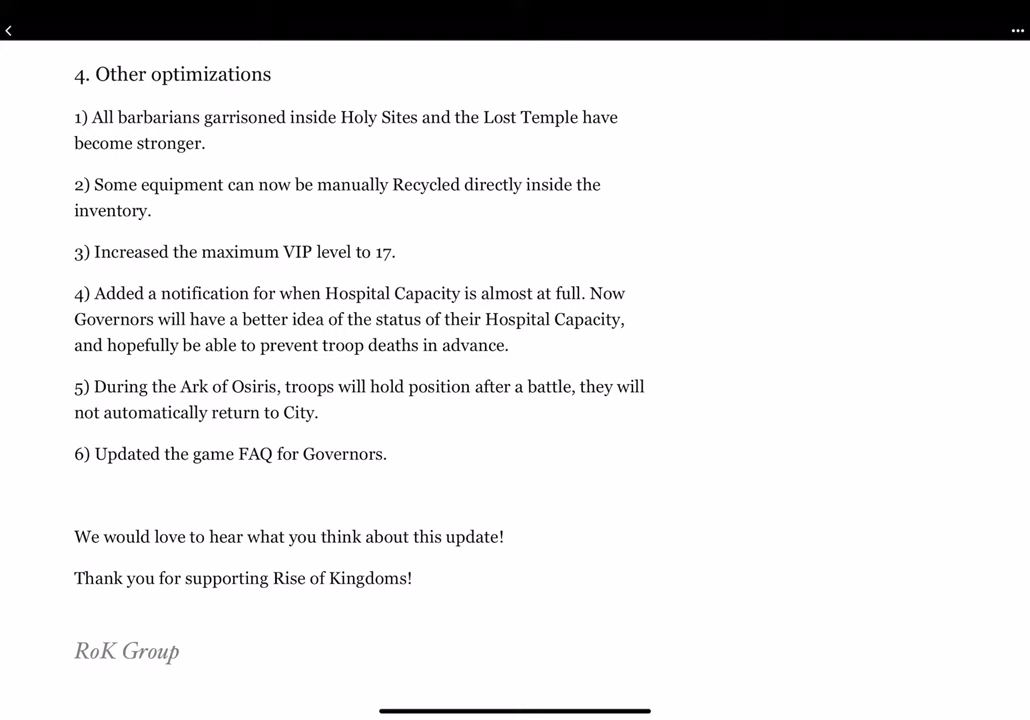 4. Other optimizations
1) All barbarians garrisoned inside Holy Sites and the Lost Temple have
become stronger.
2) Some equipment can now be manually Recycled directly inside the
inventory.
3) Increased the maximum VIP level to 17.
4) Added a notification for when Hospital Capacity is almost at full. Now
Governors will have a better idea of the status of their Hospital Capacity,
and hopefully be able to prevent troop deaths in advance.
5) During the Ark of Osiris, troops will hold position after a battle, they will
not automatically return to City.
6) Updated the game FAQ for Governors.
We would love to hear what you think about this update!
Thank you for supporting Rise of Kingdoms!
RoK Group